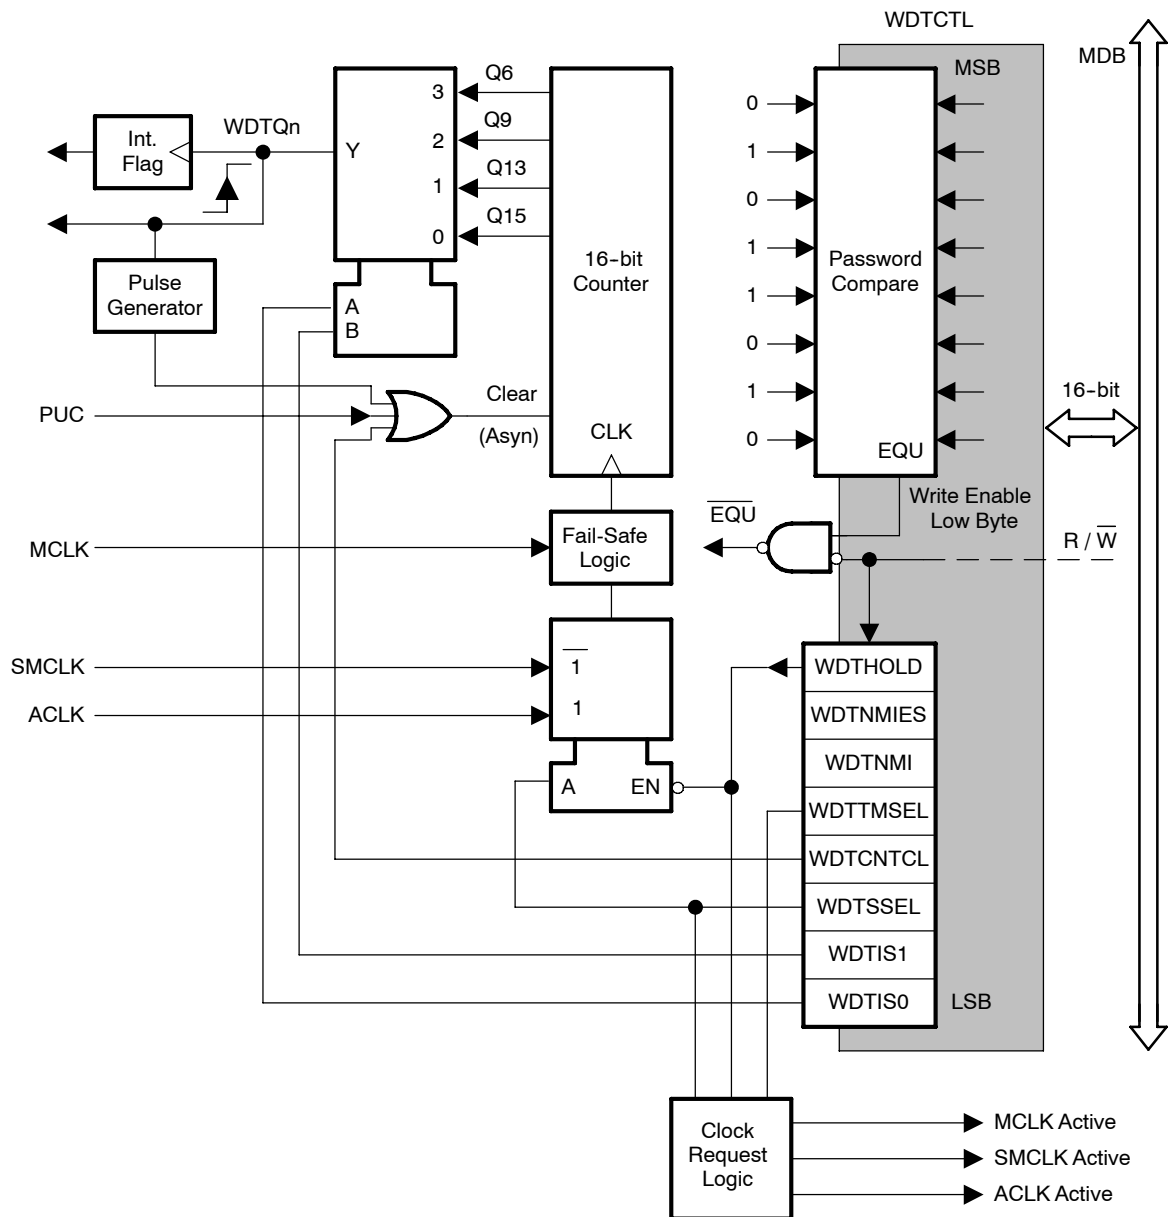 WDTCTL
MDB
MSB
Q6
3
Int.
Flag
WDTQn
Y
Q9
2
Q13
1
Q15
0
16-bit
Counter
0
1
0
1
1
0
1
0
Password
Compare
EQU
Pulse
Generator
A
B
PUC
Clear
(Asyn)
CLK
16-bit
Write Enable
Low Byte
EQU
R / W
MCLK
Fail-Safe
Logic
SMCLK
1
ACLK
1
A EN
WDTHOLD
WDTNMIES
WDTNMI
WDTTMSEL
WDTCNTCL
WDTSSEL
WDTIS1
WDTIS0
LSB
Clock
Request
Logic
MCLK Active
SMCLK Active
ACLK Active